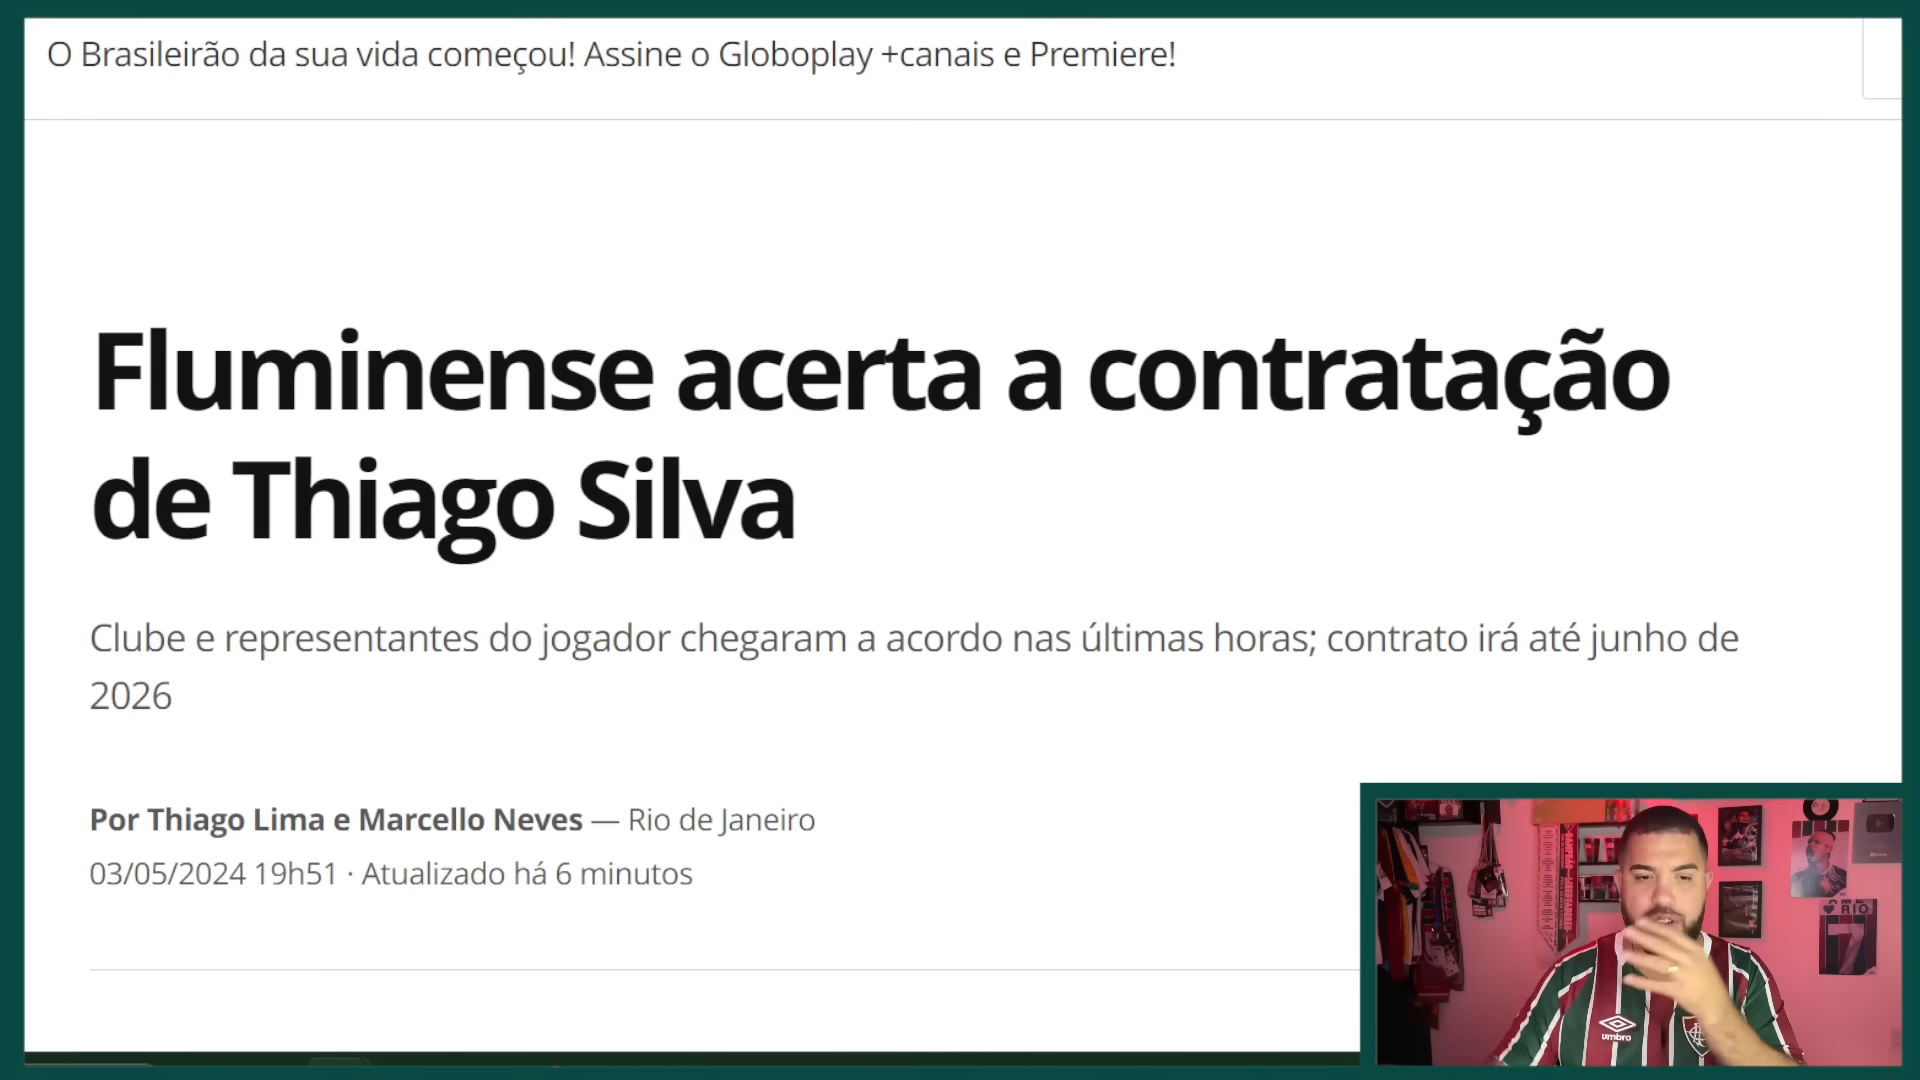 O Brasileirão da sua vida começou! Assine o Globoplay +canais e Premiere!
Fluminense acerta a contratação
de Thiago Silva
Clube e representantes do jogador chegaram a acordo nas últimas horas; contrato irá até junho de
2026
Por Thiago Lima e Marcello Neves — Rio de Janeiro
03/05/2024 19h51 · Atualizado há 6 minutos
RIO
7
umbro